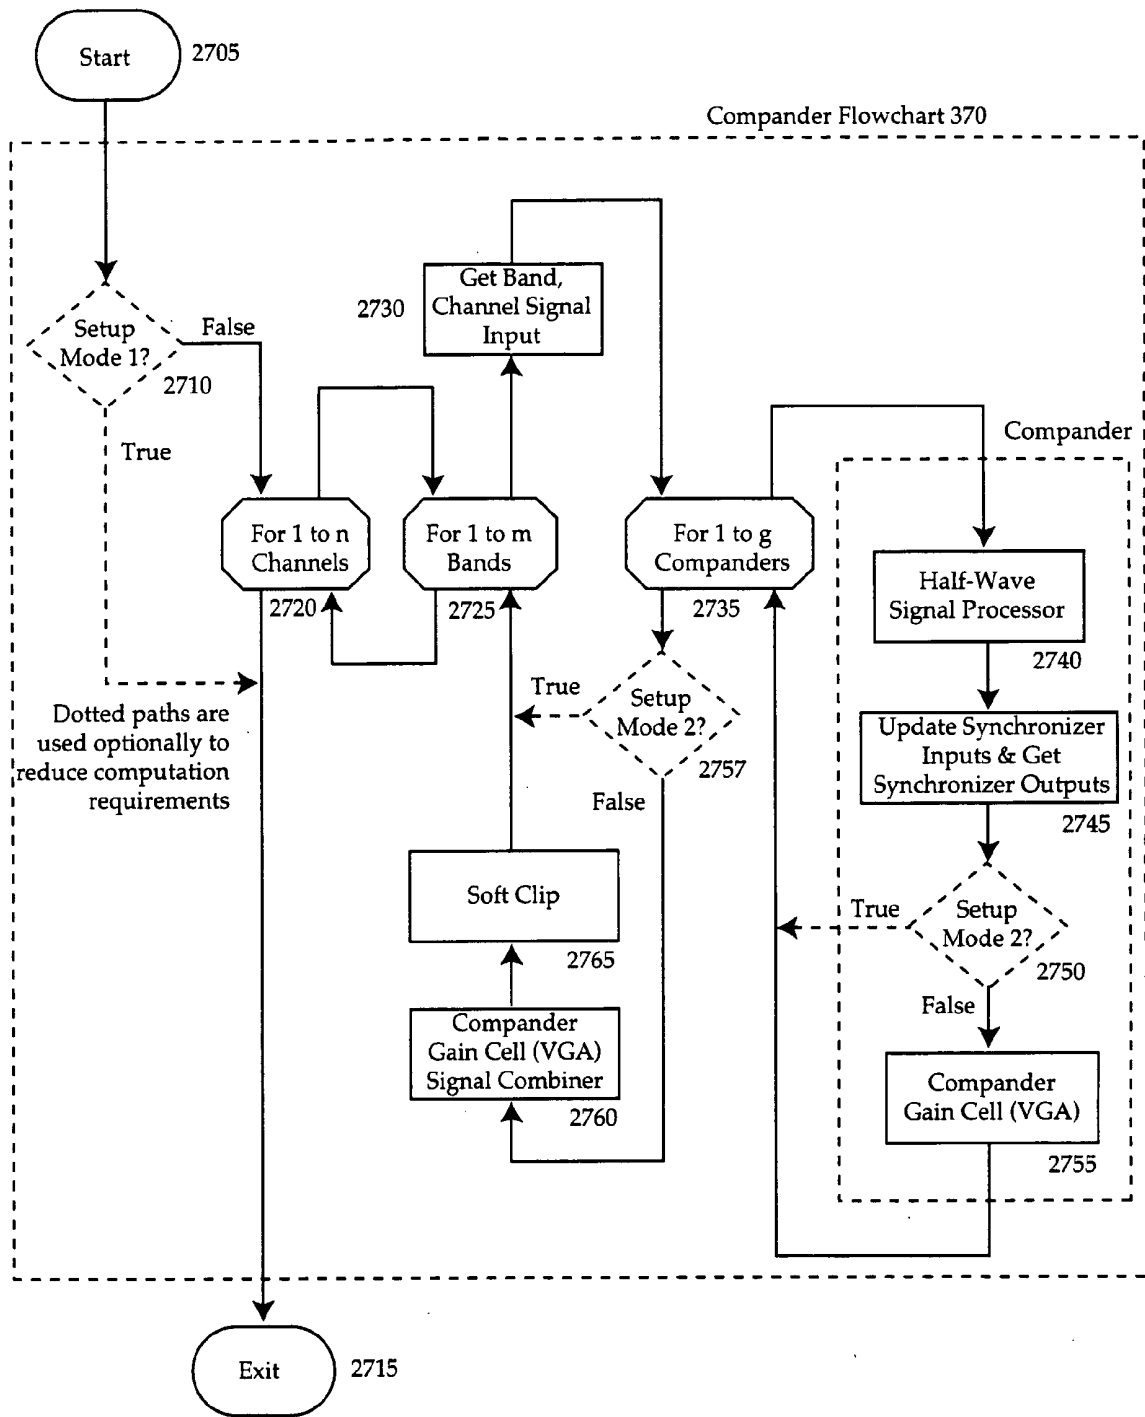 Start
2705
Compander Flowchart 370
Setup
Mode 1?
2710
False
True
Get Band,
Channel Signal
Input
2730
For 1 to n
Channels
2720
For 1 to m
Bands
2725
For 1 to g
Companders
2735
Compander
Half-Wave
Signal Processor
2740
Update Synchronizer
Inputs & Get
Synchronizer Outputs
2745
Setup
Mode 2?
2750
True
False
Compander
Gain Cell (VGA)
2755
Setup
Mode 2?
2757
True
False
Dotted paths are
used optionally to
reduce computation
requirements
Soft Clip
2765
Compander
Gain Cell (VGA)
Signal Combiner
2760
Exit
2715